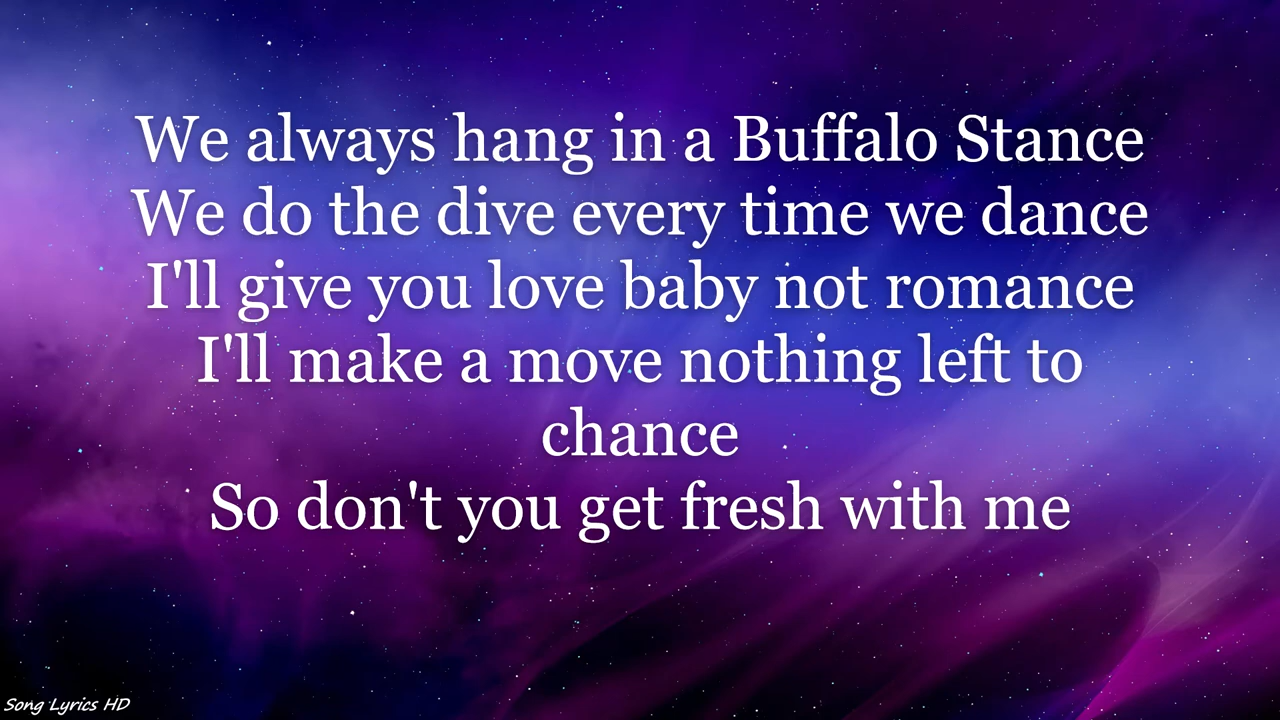 We always hang in a Buffalo Stance
We do the dive every time we dance
I'll give you love baby not romance
I'll make a move nothing left to
chance
So don't you get fresh with me
Song Lyrics HD